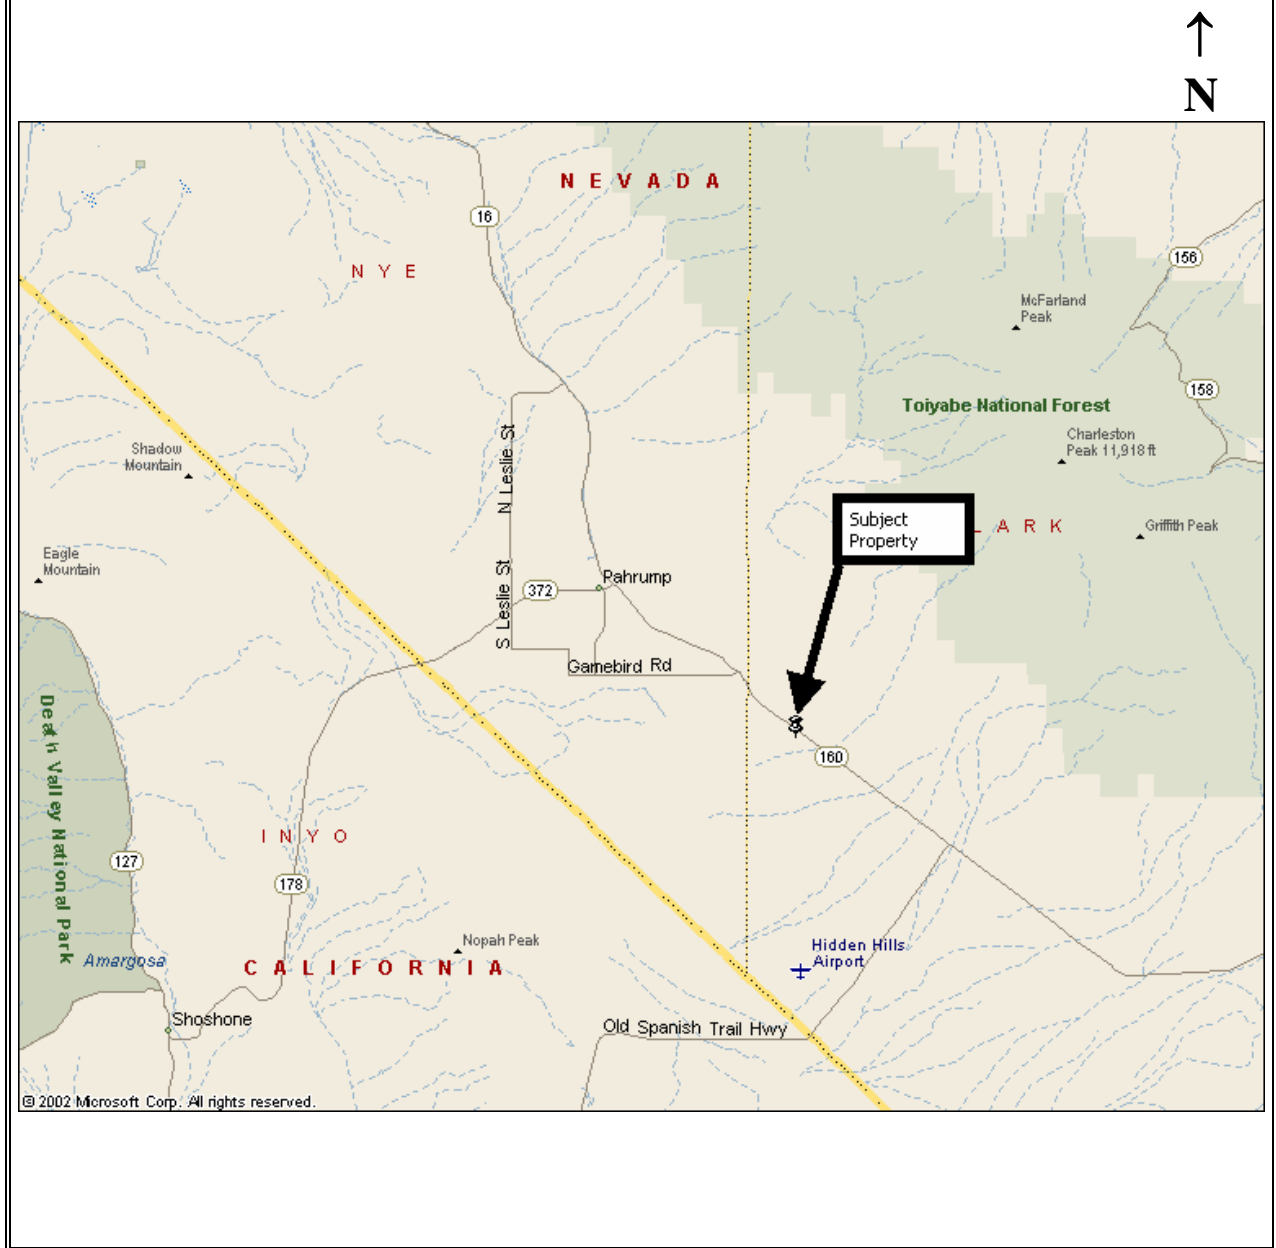 ↑
N
NEVADA
16
NYE
156
McFarland
Peak
158
Toiyabe National Forest
Charleston
Peak 11,918 ft
Shadow
Mountain
N Leslie St
Subject
Property
LARK
Griffith Peak
Eagle
Mountain
Pahrump
372
S Leslie St
Gamebird Rd
Death Valley National Park
160
INYO
127
178
Nopah Peak
Hidden Hills
Airport
Amargosa
CALIFORNIA
Shoshone
Old Spanish Trail Hwy
© 2002 Microsoft Corp. All rights reserved.